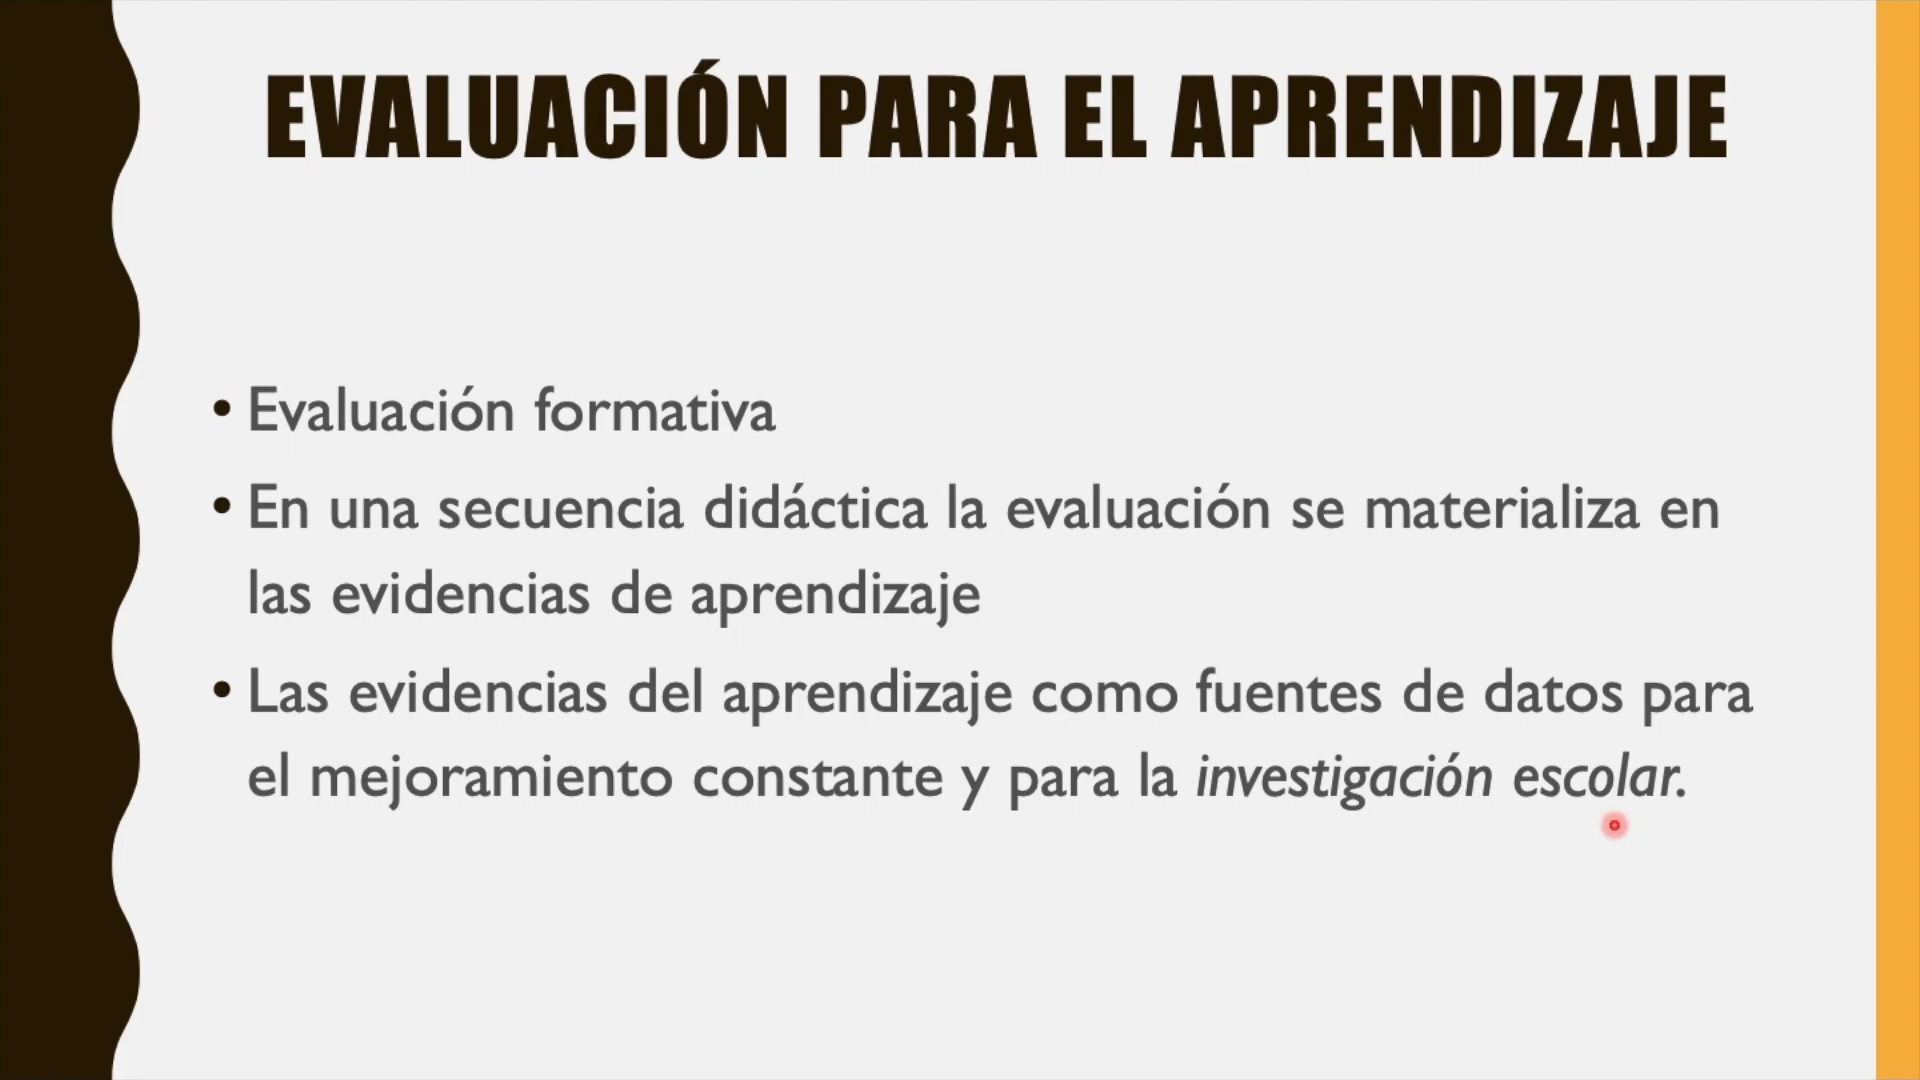 EVALUACIÓN PARA EL APRENDIZAJE
• Evaluación formativa
• En una secuencia didáctica la evaluación se materializa en
las evidencias de aprendizaje
• Las evidencias del aprendizaje como fuentes de datos para
el mejoramiento constante y para la investigación escolar.